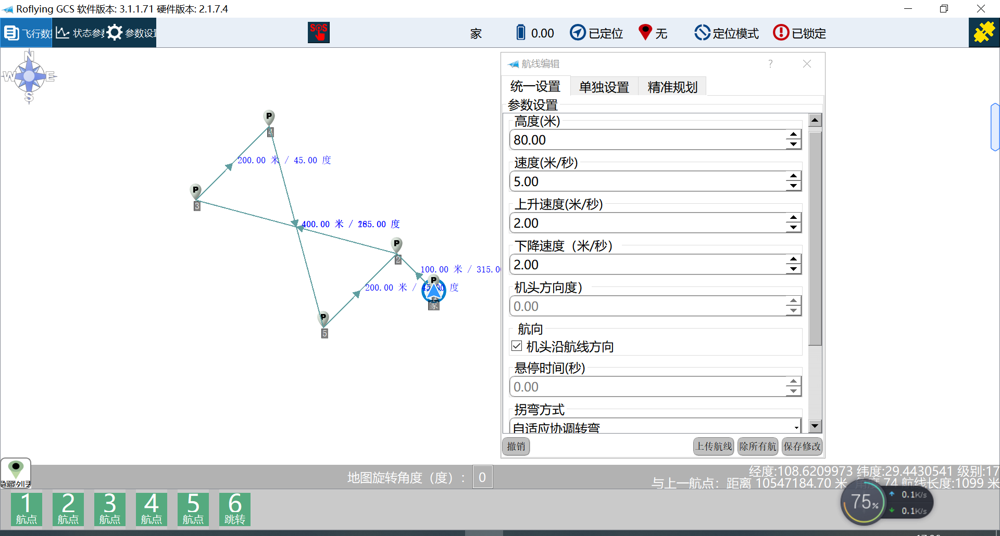 Roflying GCS 软件版本: 3.1.1.71 硬件版本: 2.1.7.4
飞行数
状态参
参数设
SOS
家
0.00
已定位
无
定位模式
已锁定
N
W
E
S
P
4
200.00 米 / 45.00 度
P
3
400.00 米 /
5.00 度
P
2
100.00 米 / 315.0
P
200.00 米 /
度
家
P
5
航线编辑
?
统一设置
单独设置
精准规划
参数设置
高度(米)
80.00
速度(米/秒)
5.00
上升速度(米/秒)
2.00
下降速度（米/秒）
2.00
机头方向度）
0.00
航向
机头沿航线方向
悬停时间(秒)
0.00
拐弯方式
自适应协调转弯
撤销
上传航线
除所有航
保存修改
隐藏列
地图旋转角度（度）:
0
经度:108.6209973 纬度:29.4430541 级别:17
与上一航点: 距离 10547184.70 米 角度 74 航线长度:1099 米
1
航点
2
航点
3
航点
4
航点
5
航点
6
跳转
75%
0.1K/s
0.1K/s